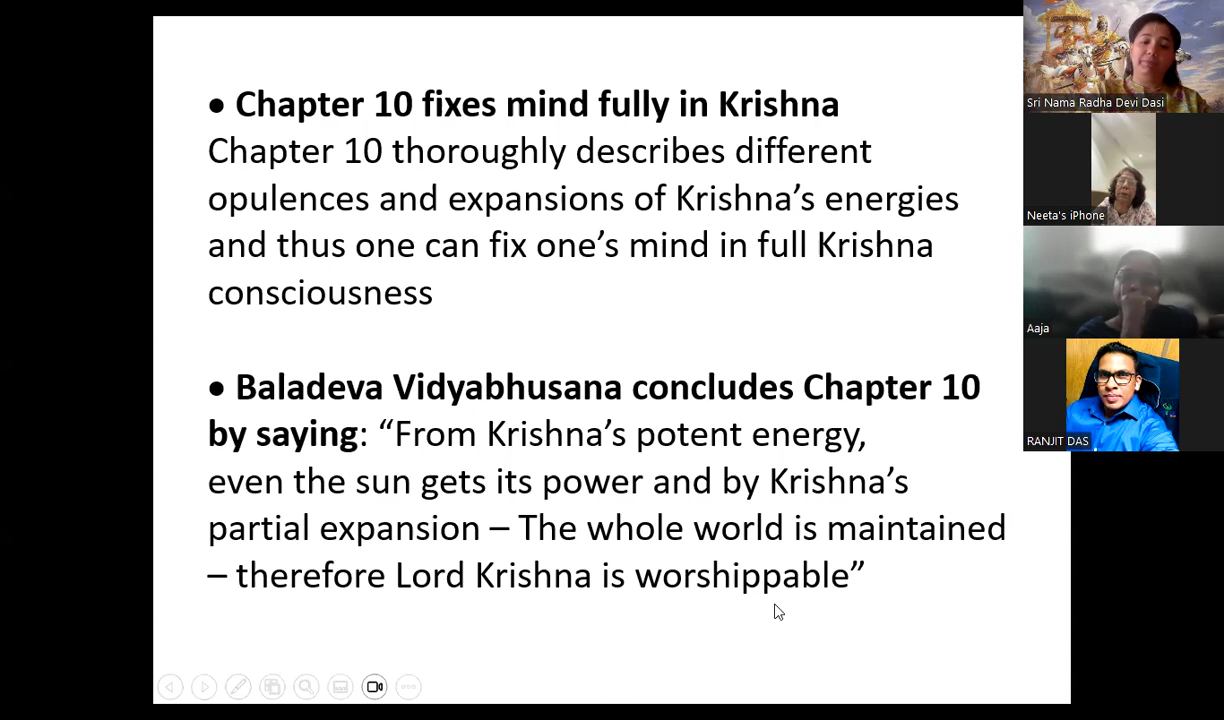 • Chapter 10 fixes mind fully in Krishna
Chapter 10 thoroughly describes different
opulences and expansions of Krishna’s energies
and thus one can fix one’s mind in full Krishna
consciousness
• Baladeva Vidyabhusana concludes Chapter 10
by saying: “From Krishna’s potent energy,
even the sun gets its power and by Krishna’s
partial expansion – The whole world is maintained
– therefore Lord Krishna is worshippable”
Sri Nama Radha Devi Dasi
Neeta's iPhone
Aaja
RANJIT DAS